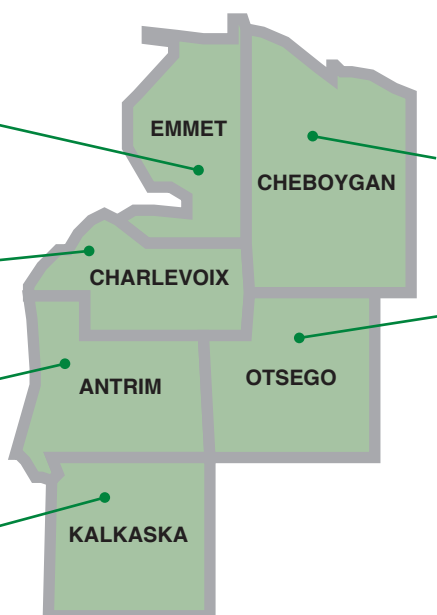 EMMET
CHEBOYGAN
CHARLEVOIX
OTSEGO
ANTRIM
KALKASKA